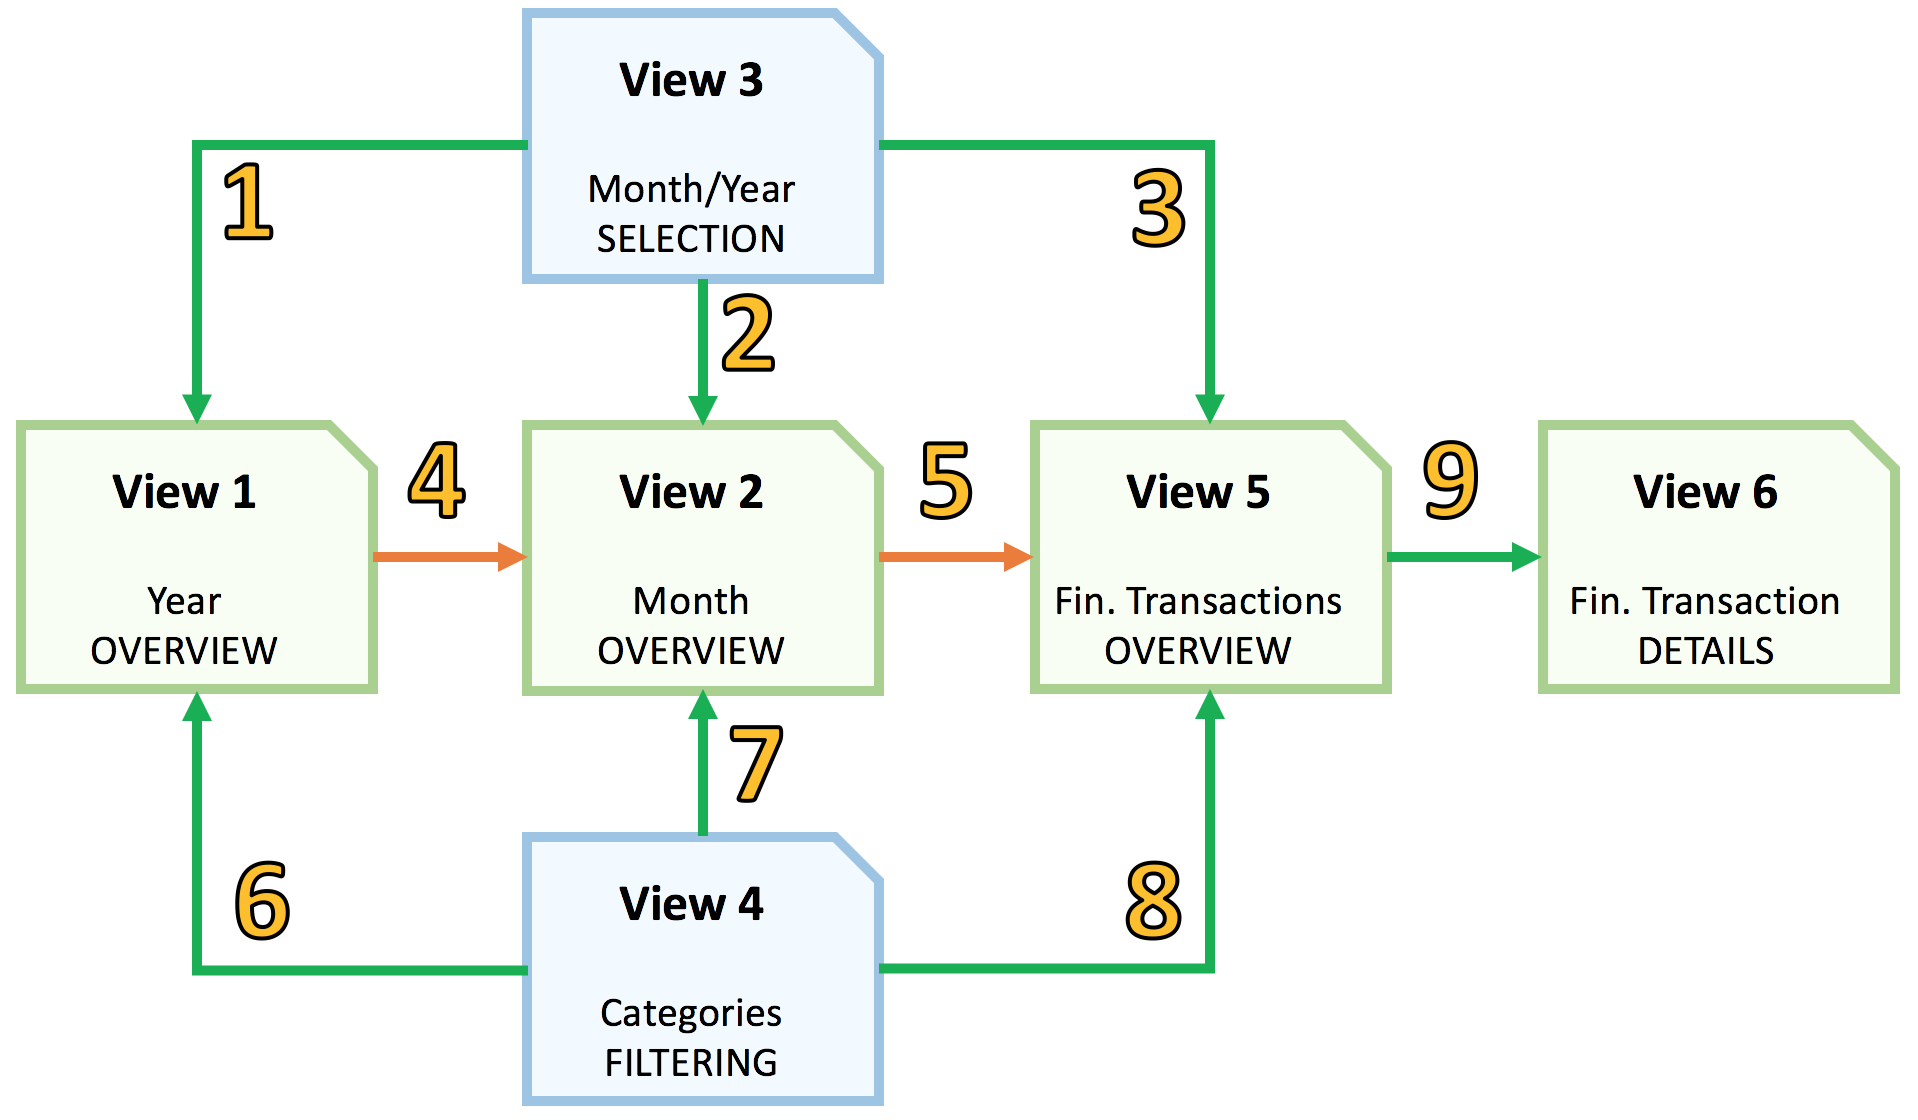 View 3
Month/Year
SELECTION
1
3
2
View 1
Year
OVERVIEW
4
View 2
Month
OVERVIEW
5
View 5
Fin. Transactions
OVERVIEW
9
View 6
Fin. Transaction
DETAILS
7
6
8
View 4
Categories
FILTERING